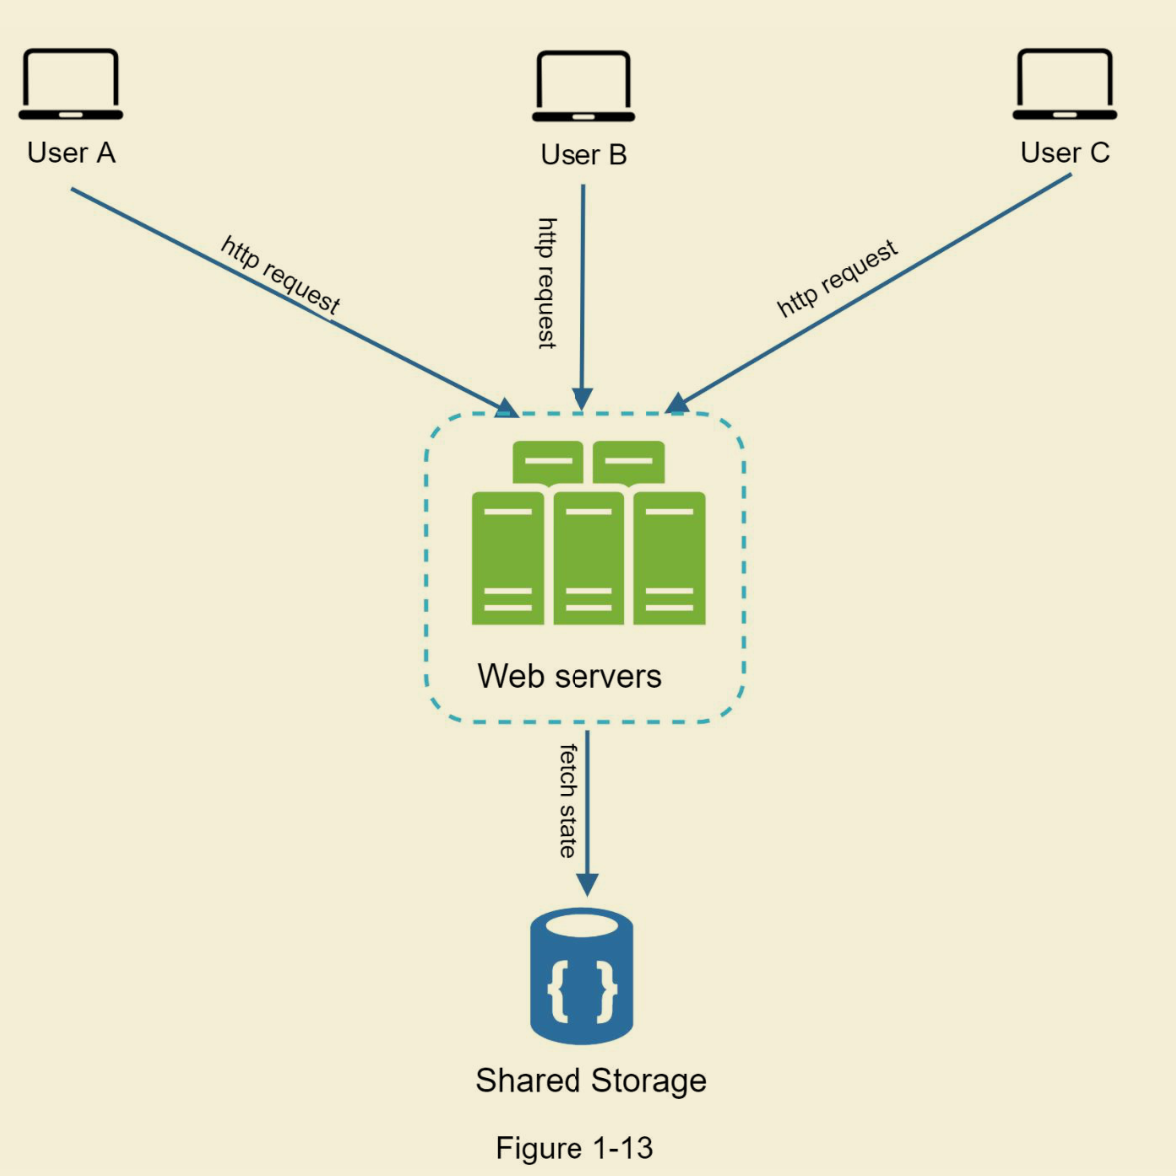 User A
User B
User C
http request
http request
http request
Web servers
fetch state
{ }
Shared Storage
Figure 1-13